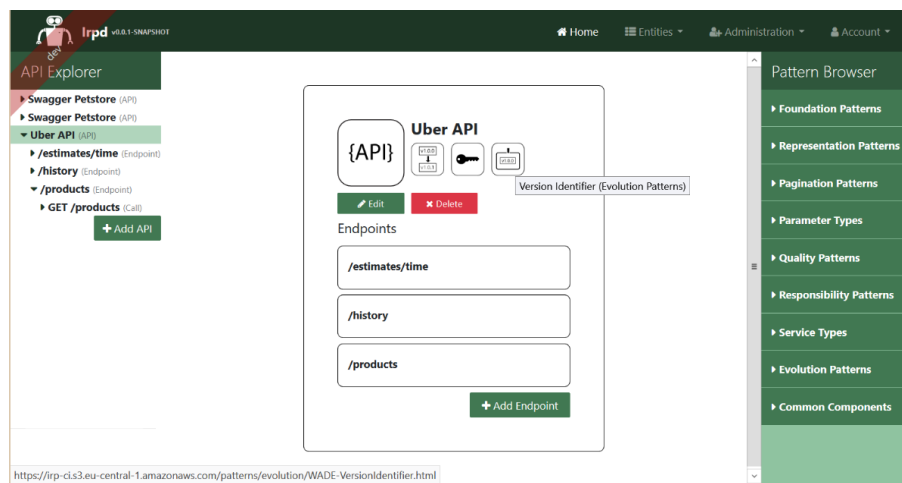 dev
lrpd v0.0.1-SNAPSHOT
Home
Entities
Administration
Account
API Explorer
Swagger Petstore (API)
Swagger Petstore (API)
Uber API (API)
/estimates/time (Endpoint)
/history (Endpoint)
/products (Endpoint)
GET /products (Call)
+ Add API
{API}
Uber API
v1.0.0
v1.0.3
v1.9.0
Version Identifier (Evolution Patterns)
Edit
Delete
Endpoints
/estimates/time
/history
/products
+ Add Endpoint
Pattern Browser
Foundation Patterns
Representation Patterns
Pagination Patterns
Parameter Types
Quality Patterns
Responsibility Patterns
Service Types
Evolution Patterns
Common Components
https://irp-ci.s3.eu-central-1.amazonaws.com/patterns/evolution/WADE-VersionIdentifier.html